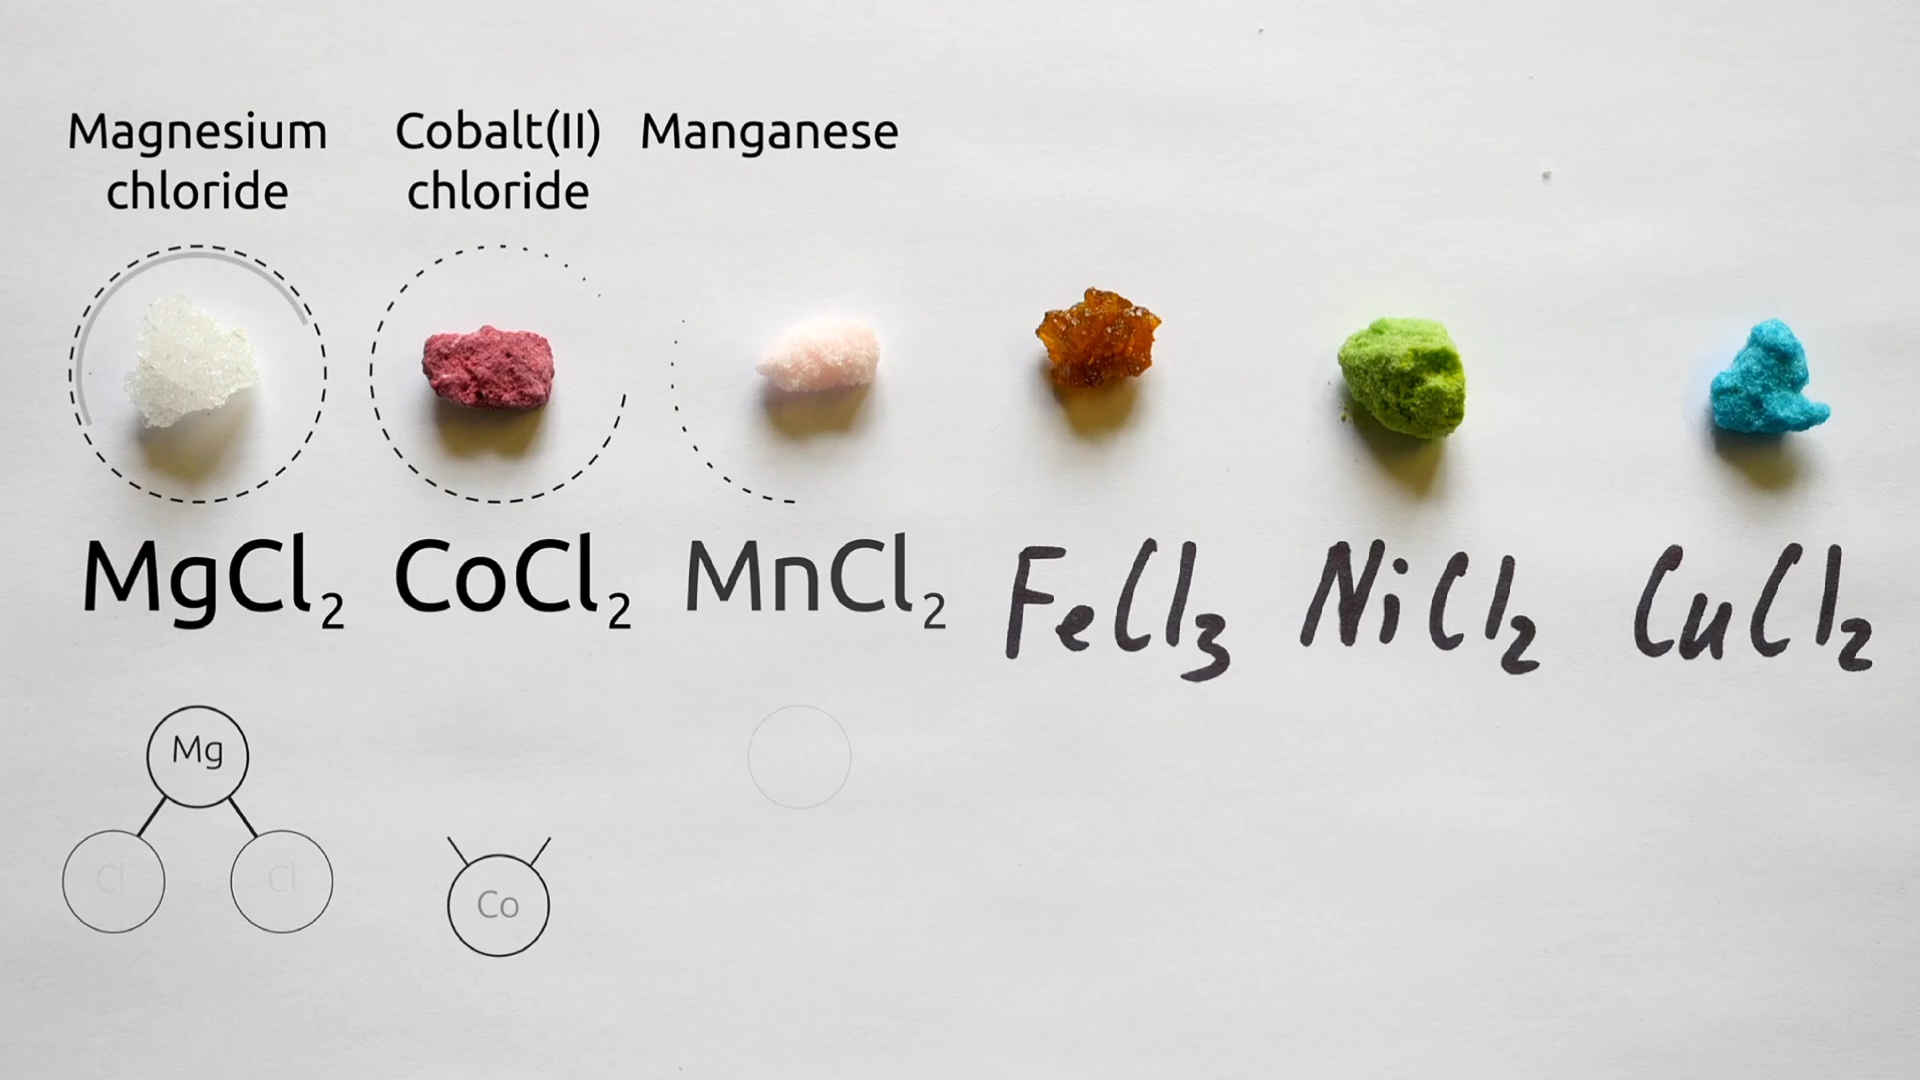 Magnesium
chloride
Cobalt(II)
chloride
Manganese
MgCl₂
CoCl₂
MnCl₂
FeCl₃
NiCl₂
CuCl₂
Mg
Cl
Cl
Co